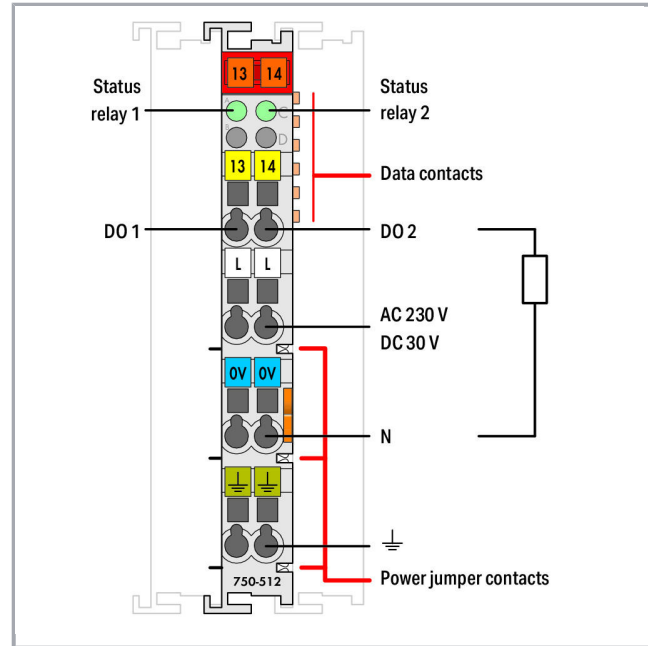 13 14
Status
relay 1
Status
relay 2
A
C
B
D
13 14
Data contacts
DO 1
DO 2
L L
AC 230 V
DC 30 V
0V 0V
N
750-512
Power jumper contacts